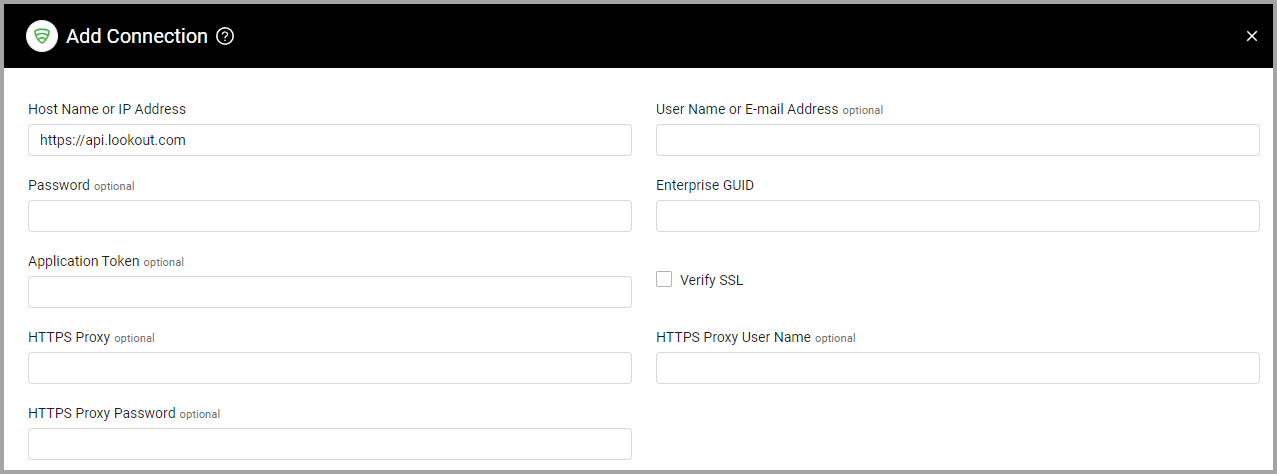 Add Connection ?
Host Name or IP Address
https://api.lookout.com
User Name or E-mail Address optional
Password optional
Enterprise GUID
Application Token optional
Verify SSL
HTTPS Proxy optional
HTTPS Proxy User Name optional
HTTPS Proxy Password optional